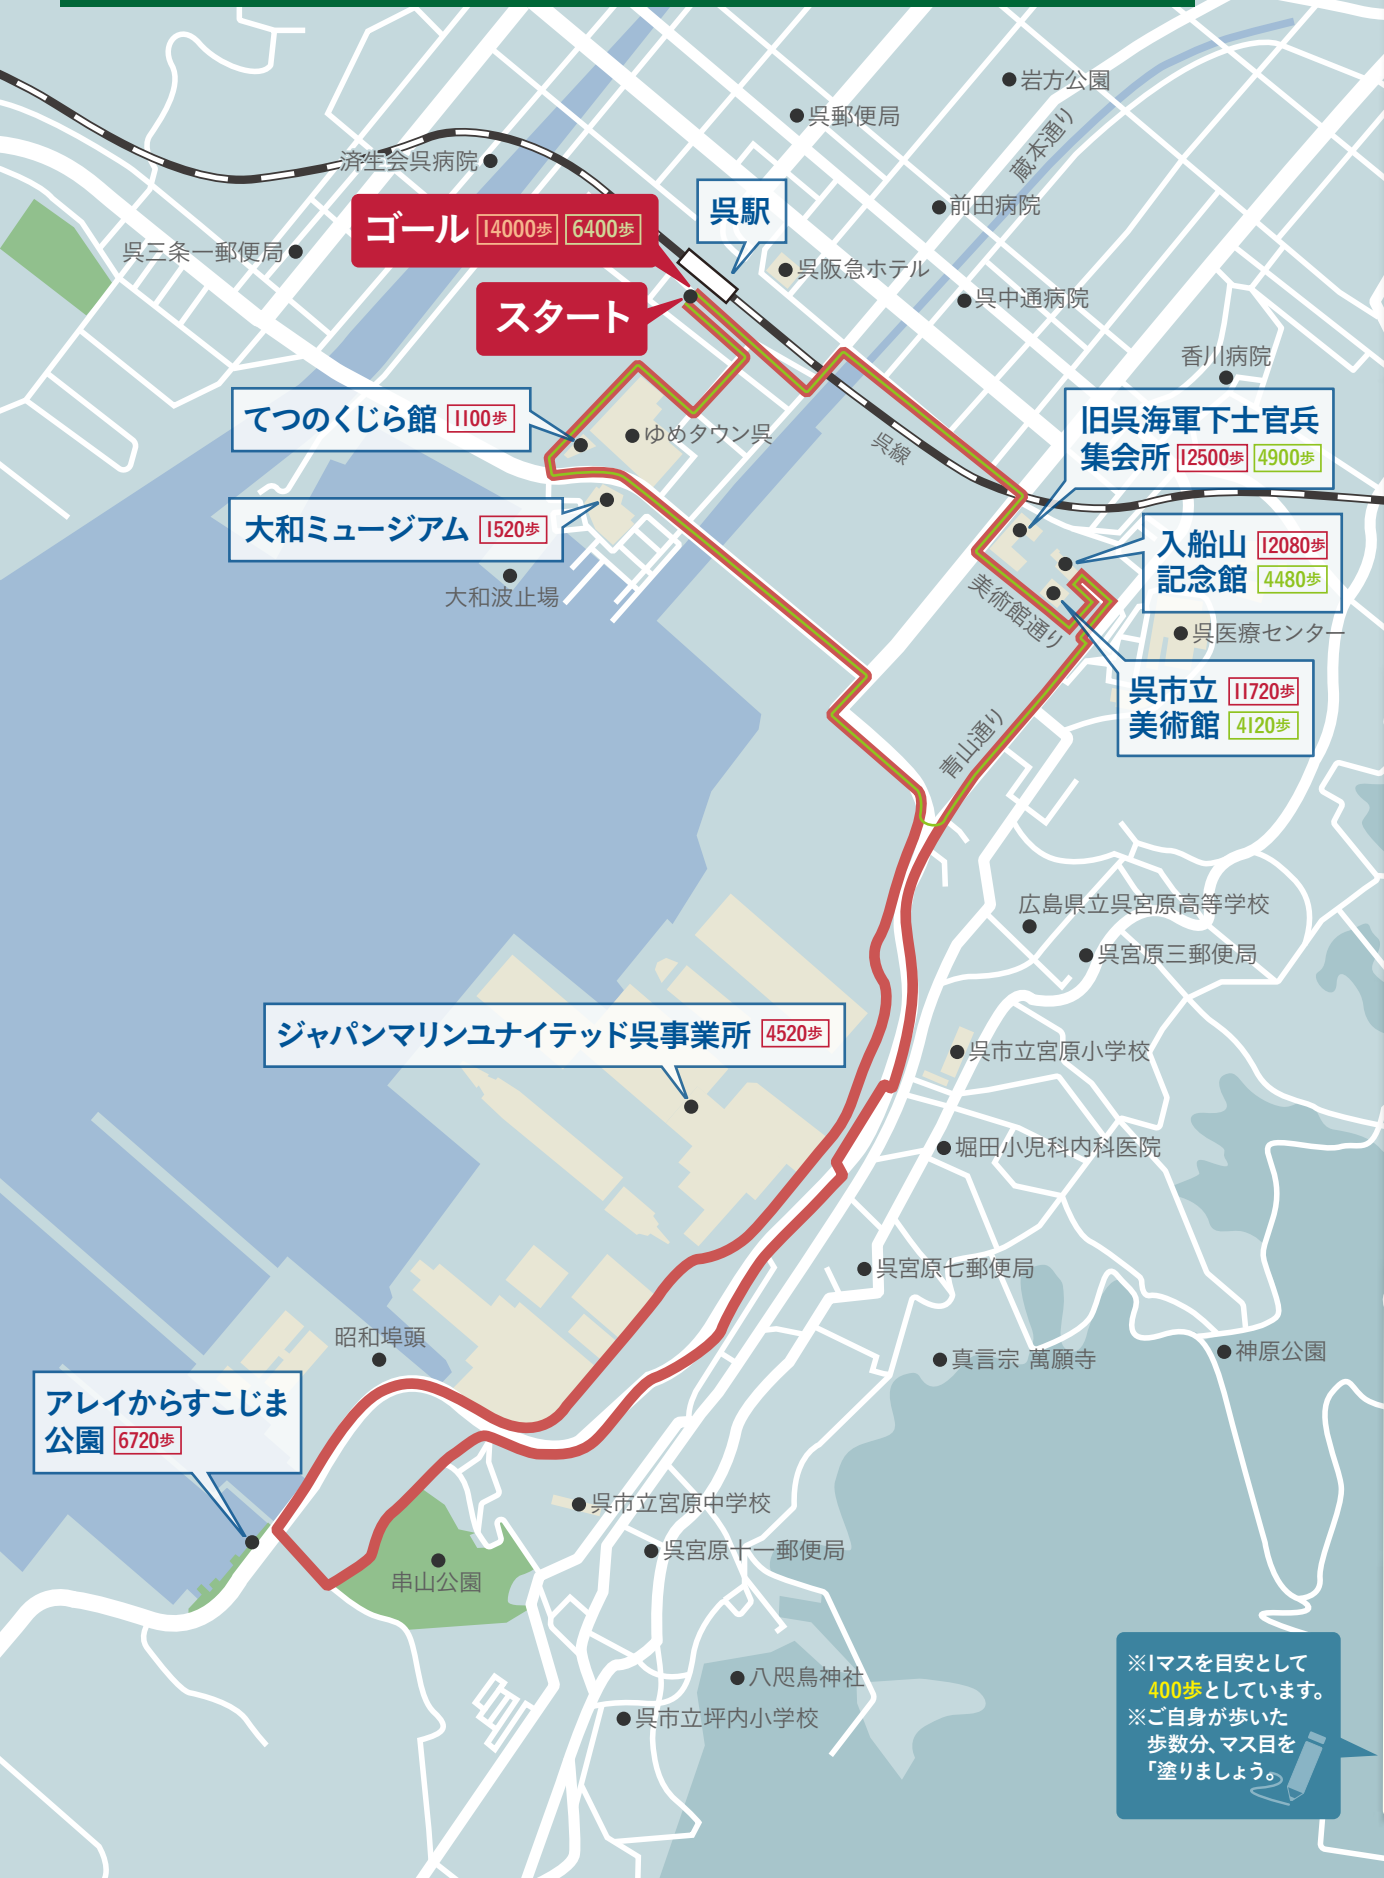 岩方公園
呉郵便局
蔵本通り
済生会呉病院
前田病院
呉駅
ゴール 14000歩 6400歩
呉三条一郵便局
呉阪急ホテル
呉中通病院
スタート
香川病院
てつのくじら館 1100歩
ゆめタウン呉
呉線
旧呉海軍下士官兵
集会所 12500歩 4900歩
大和ミュージアム 1520歩
入船山 12080歩
記念館 4480歩
大和波止場
美術館通り
呉医療センター
呉市立 11720歩
美術館 4120歩
青山通り
広島県立呉宮原高等学校
呉宮原三郵便局
ジャパンマリンユナイテッド呉事業所 4520歩
呉市立宮原小学校
堀田小児科内科医院
呉宮原七郵便局
昭和埠頭
真言宗 萬願寺
神原公園
アレイからすこじま
公園 6720歩
呉市立宮原中学校
呉宮原十一郵便局
串山公園
八咫烏神社
呉市立坪内小学校
※1マスを目安として
400歩としています。
※ご自身が歩いた
歩数分、マス目を
「塗りましょう。